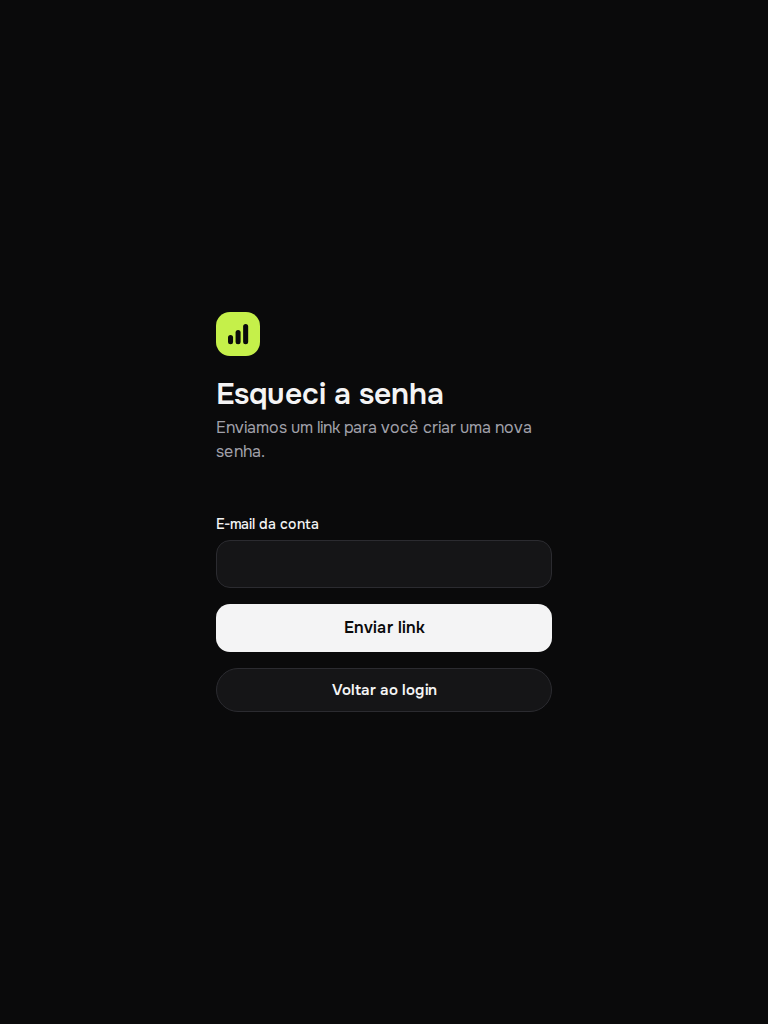 Esqueci a senha
Enviamos um link para você criar uma nova
senha.
E-mail da conta
Enviar link
Voltar ao login